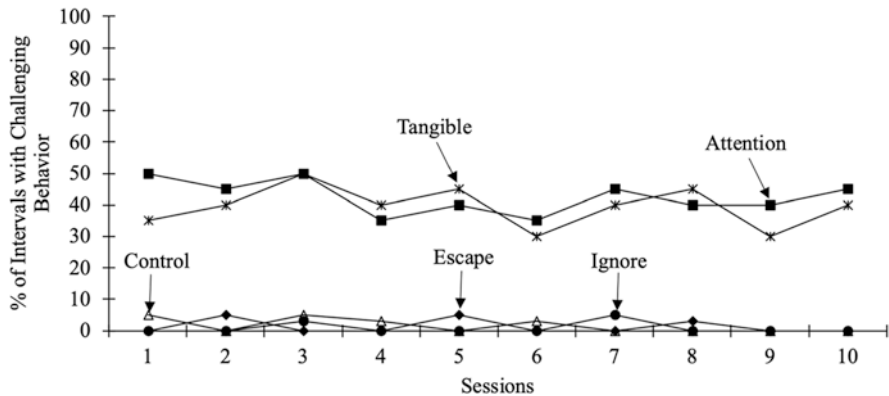 100
90
80
70
60
50
40
30
20
10
0
% of Intervals with Challenging
Behavior
Tangible
Attention
Control
Escape
Ignore
1 2 3 4 5 6 7 8 9 10
Sessions